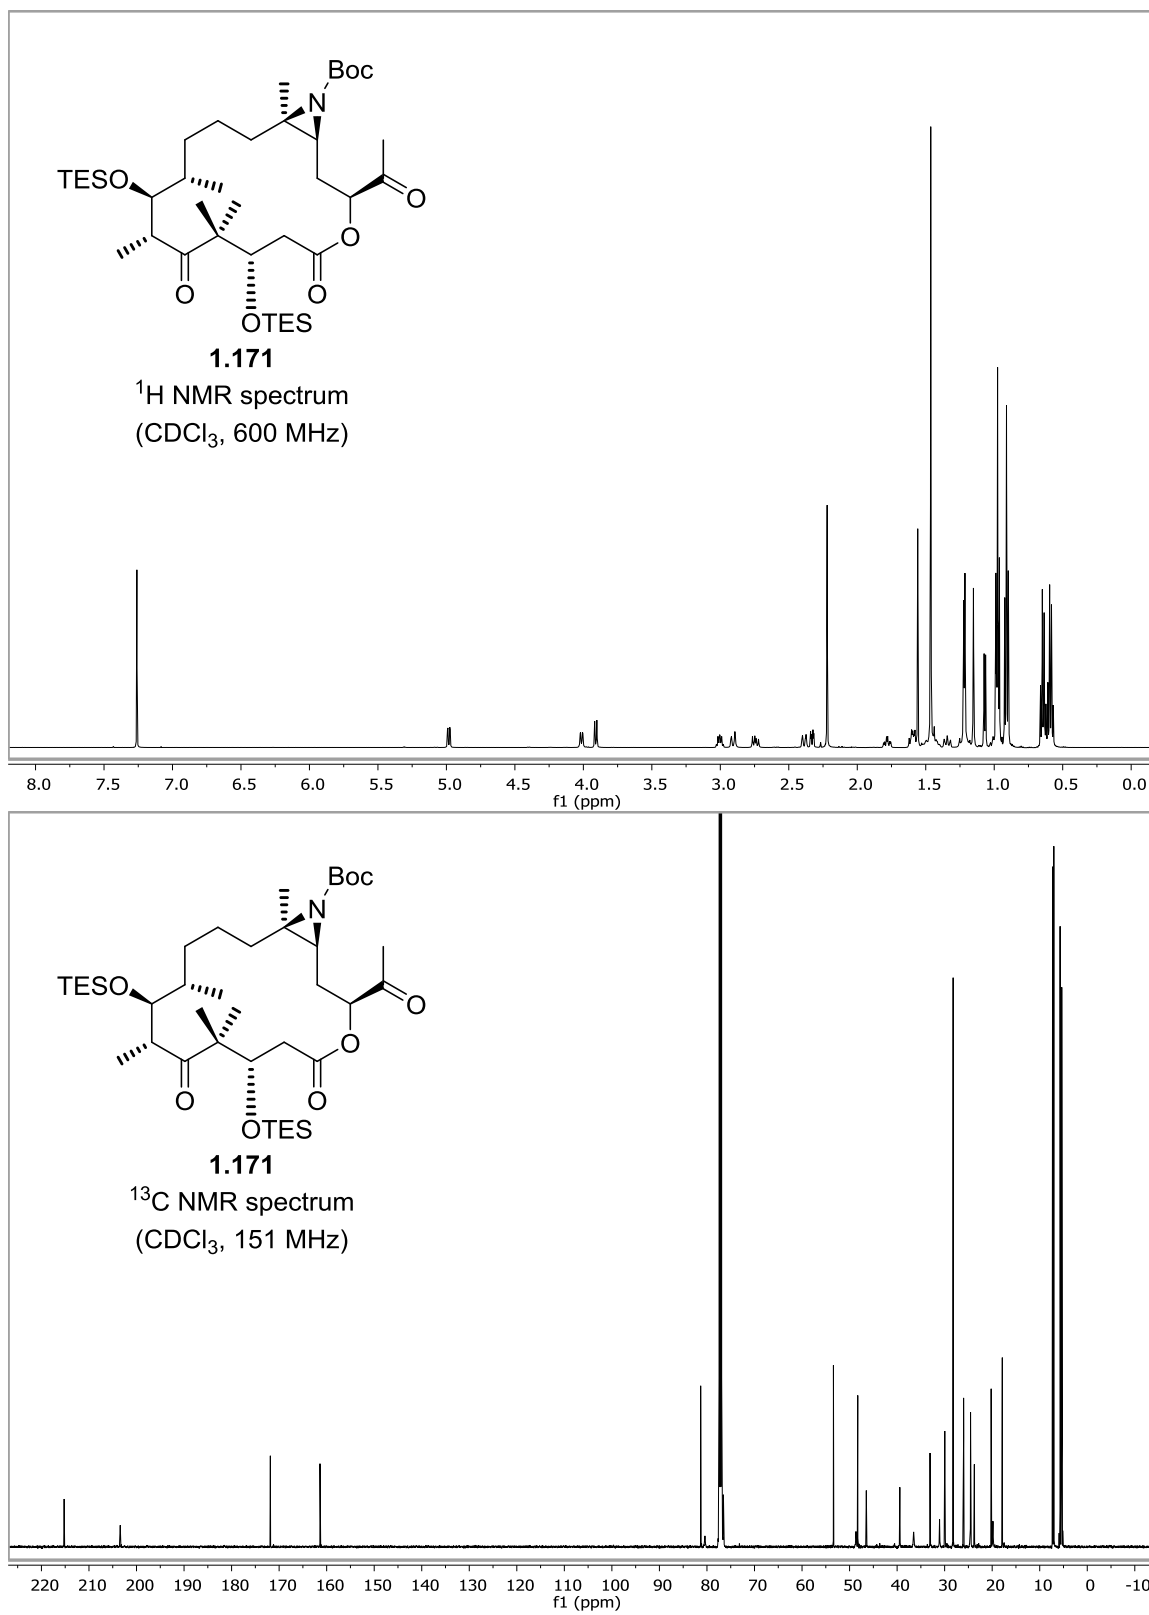 Boc
N
TESO
O
O
O
O
OTES
1.171
¹H NMR spectrum
(CDCl₃, 600 MHz)
8.0 7.5 7.0 6.5 6.0 5.5 5.0 4.5 4.0 3.5 3.0 2.5 2.0 1.5 1.0 0.5 0.0
f1 (ppm)
Boc
N
TESO
O
O
O
O
OTES
1.171
¹³C NMR spectrum
(CDCl₃, 151 MHz)
220 210 200 190 180 170 160 150 140 130 120 110 100 90 80 70 60 50 40 30 20 10 0 -10
f1 (ppm)